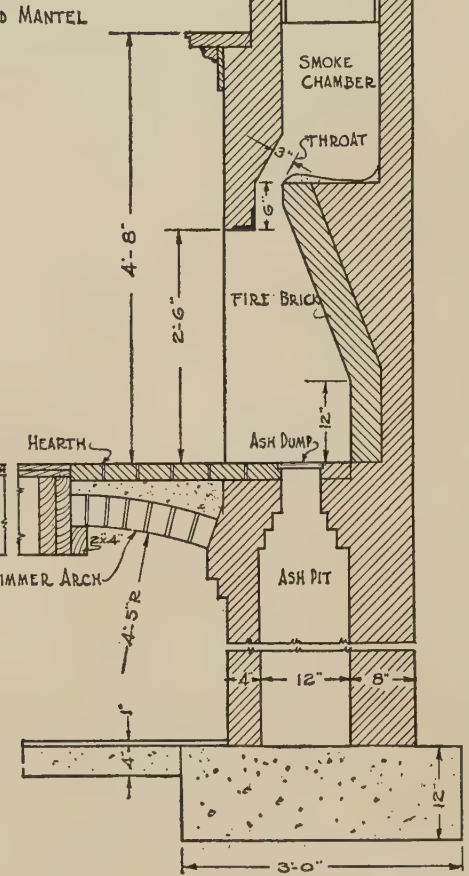 MANTEL
SMOKE
CHAMBER
THROAT
3"
6"
4'-8"
2'-6"
FIRE BRICK
12"
HEARTH
ASH DUMP
2"x4"
IMMER ARCH
4'-5" R
ASH PIT
4"
12"
8"
1"
4"
12"
3'-0"